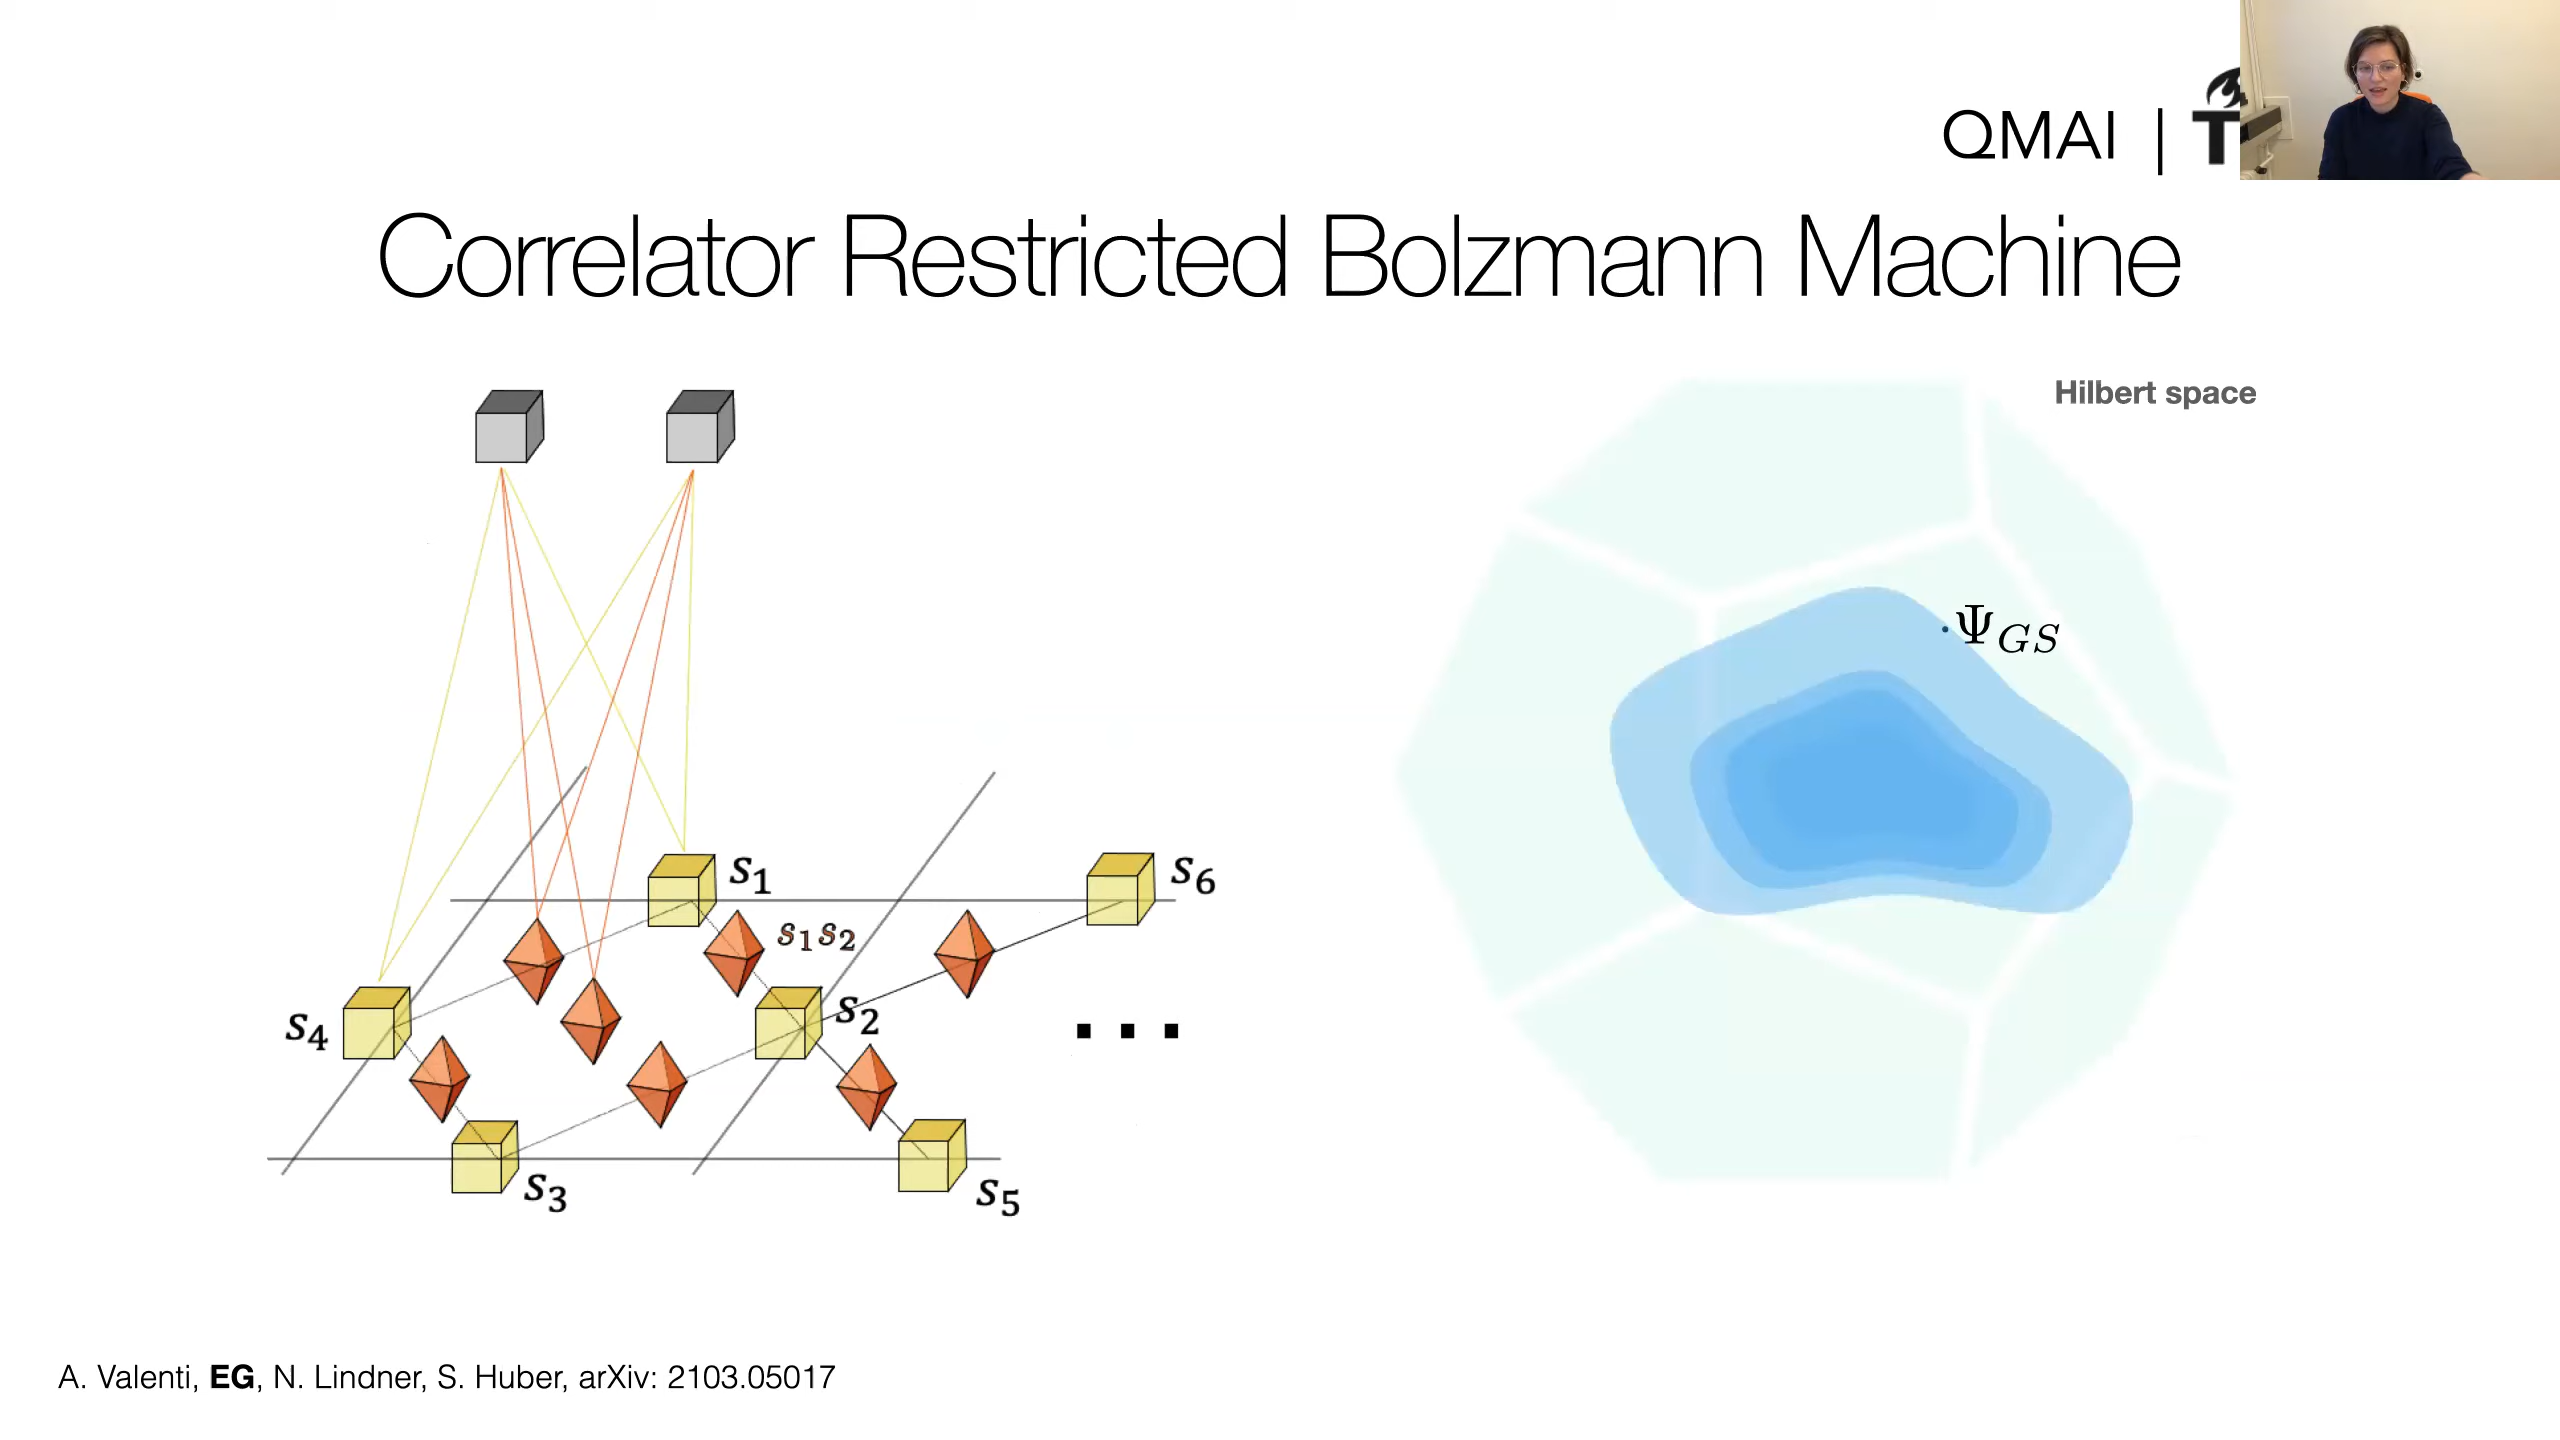 QMAI | T
Correlator Restricted Bolzmann Machine
Hilbert space
Ψ_GS
s₁
s₆
s₁s₂
s₂
s₄
. . .
s₃
s₅
A. Valenti, EG, N. Lindner, S. Huber, arXiv: 2103.05017